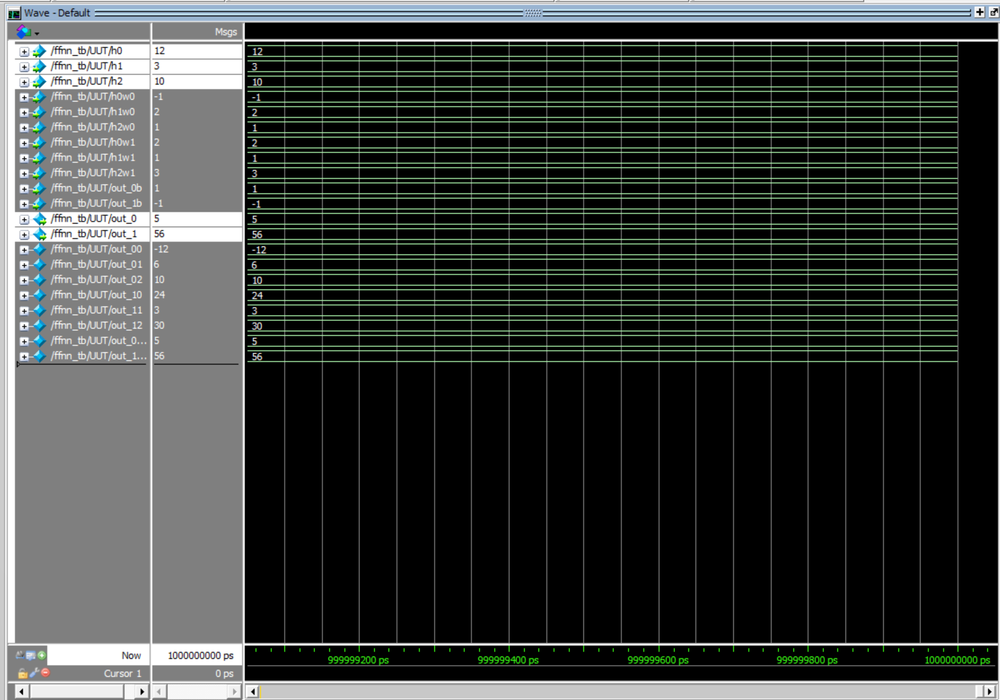 Wave - Default
Msgs
/ffnn_tb/UUT/h0 12 12
/ffnn_tb/UUT/h1 3 3
/ffnn_tb/UUT/h2 10 10
/ffnn_tb/UUT/h0w0 -1 -1
/ffnn_tb/UUT/h1w0 2 2
/ffnn_tb/UUT/h2w0 1 1
/ffnn_tb/UUT/h0w1 2 2
/ffnn_tb/UUT/h1w1 1 1
/ffnn_tb/UUT/h2w1 3 3
/ffnn_tb/UUT/out_0b 1 1
/ffnn_tb/UUT/out_1b -1 -1
/ffnn_tb/UUT/out_0 5 5
/ffnn_tb/UUT/out_1 56 56
/ffnn_tb/UUT/out_00 -12 -12
/ffnn_tb/UUT/out_01 6 6
/ffnn_tb/UUT/out_02 10 10
/ffnn_tb/UUT/out_10 24 24
/ffnn_tb/UUT/out_11 3 3
/ffnn_tb/UUT/out_12 30 30
/ffnn_tb/UUT/out_0... 5 5
/ffnn_tb/UUT/out_1... 56 56
Now 1000000000 ps
999999200 ps 999999400 ps 999999600 ps 999999800 ps 1000000000 ps
Cursor 1 0 ps